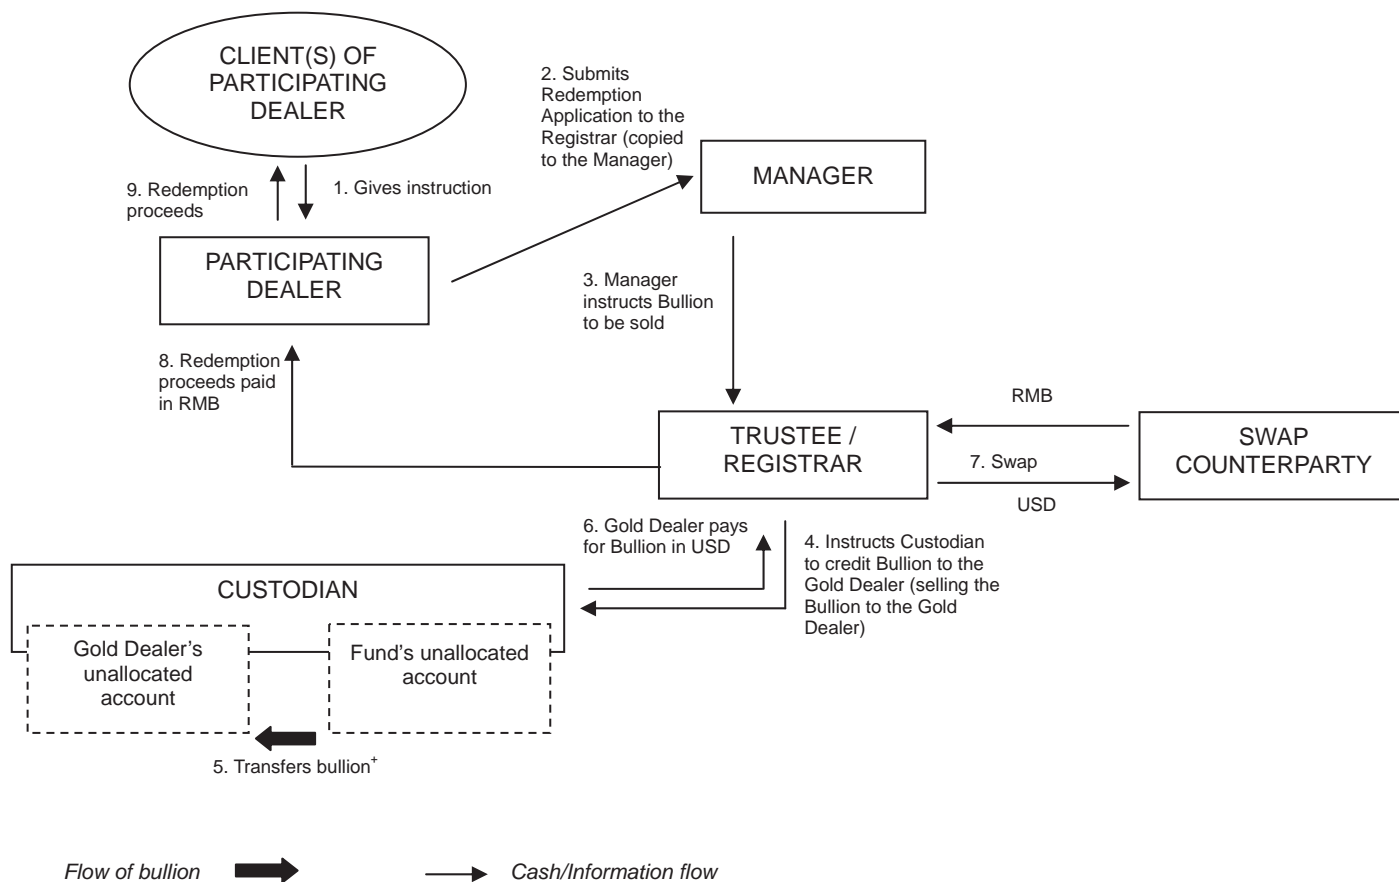 CLIENT(S) OF
PARTICIPATING
DEALER
2. Submits
Redemption
Application to the
Registrar (copied
to the Manager)
MANAGER
9. Redemption
proceeds
1. Gives instruction
PARTICIPATING
DEALER
3. Manager
instructs Bullion
to be sold
8. Redemption
proceeds paid
in RMB
TRUSTEE /
REGISTRAR
RMB
7. Swap
USD
SWAP
COUNTERPARTY
6. Gold Dealer pays
for Bullion in USD
4. Instructs Custodian
to credit Bullion to the
Gold Dealer (selling the
Bullion to the Gold
Dealer)
CUSTODIAN
Gold Dealer's
unallocated
account
Fund's unallocated
account
5. Transfers bullion+
Flow of bullion
Cash/Information flow